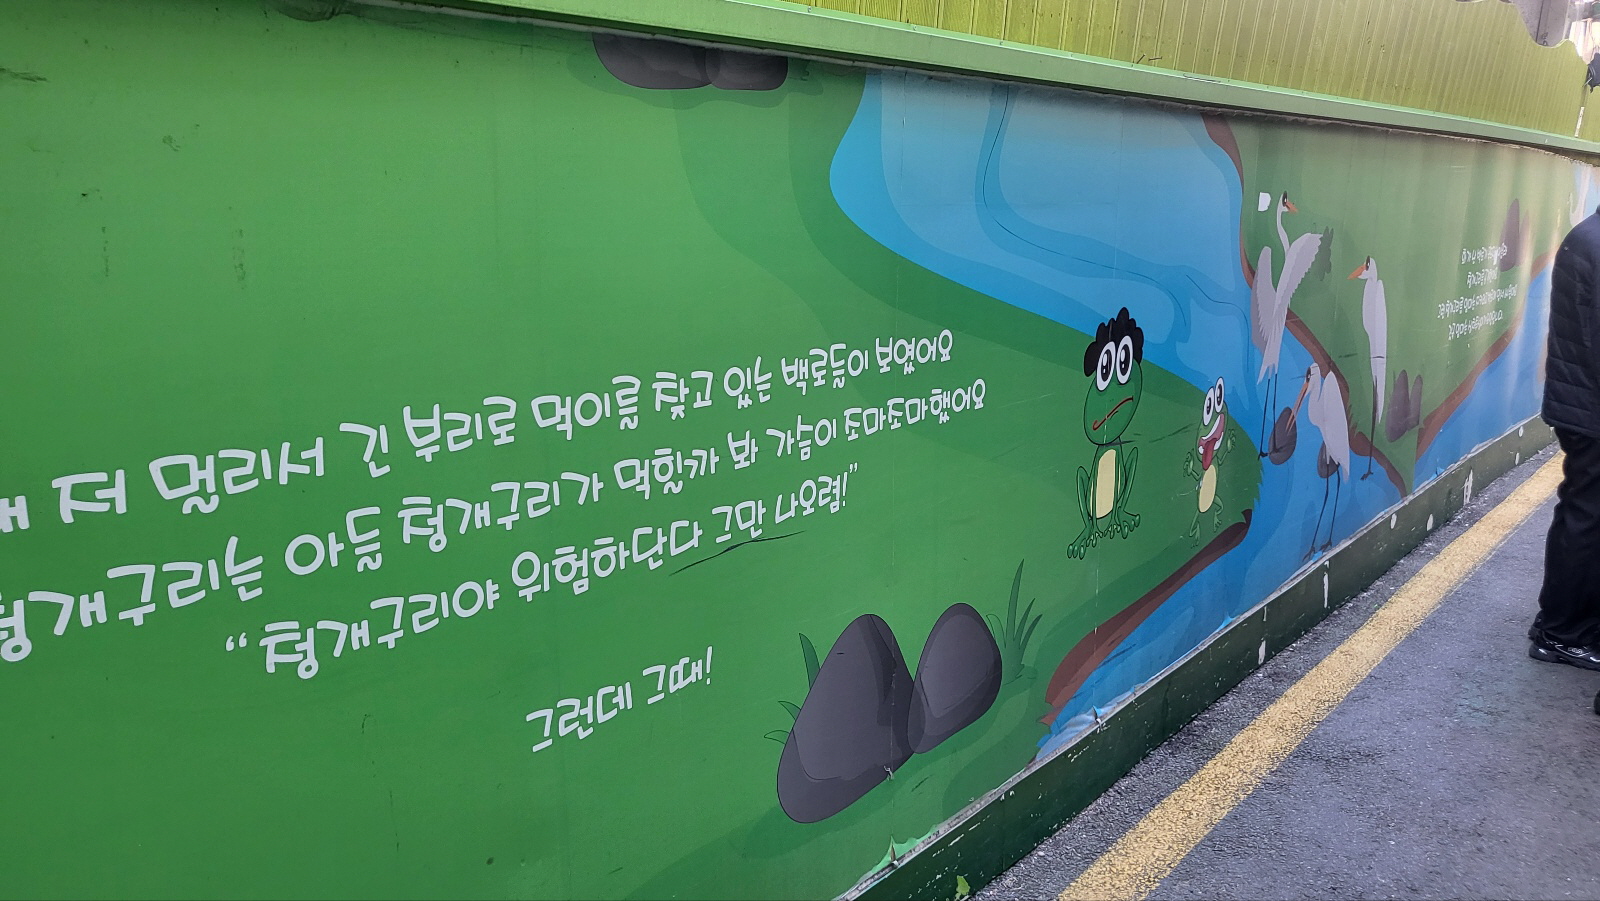 저 멀리서 긴 부리로 먹이를 찾고 있는 백로들이 보였어요
청개구리는 아들 청개구리가 먹힐까 봐 가슴이 조마조마했어요
“청개구리야 위험하단다 그만 나오렴!”
그런데 그때!